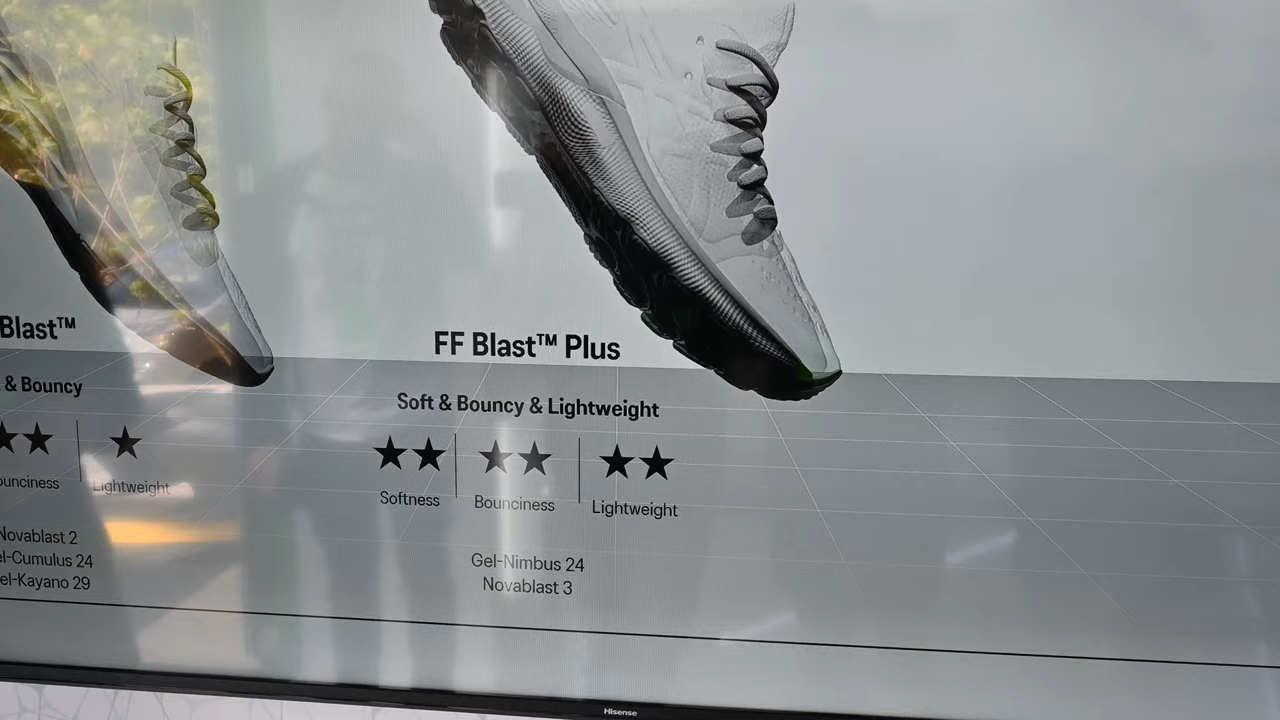 Blast™
& Bouncy
Lightweight
Novablast 2
el-Cumulus 24
el-Kayano 29
FF Blast™ Plus
Soft & Bouncy & Lightweight
Softness
Bounciness
Lightweight
Gel-Nimbus 24
Novablast 3
Hisense